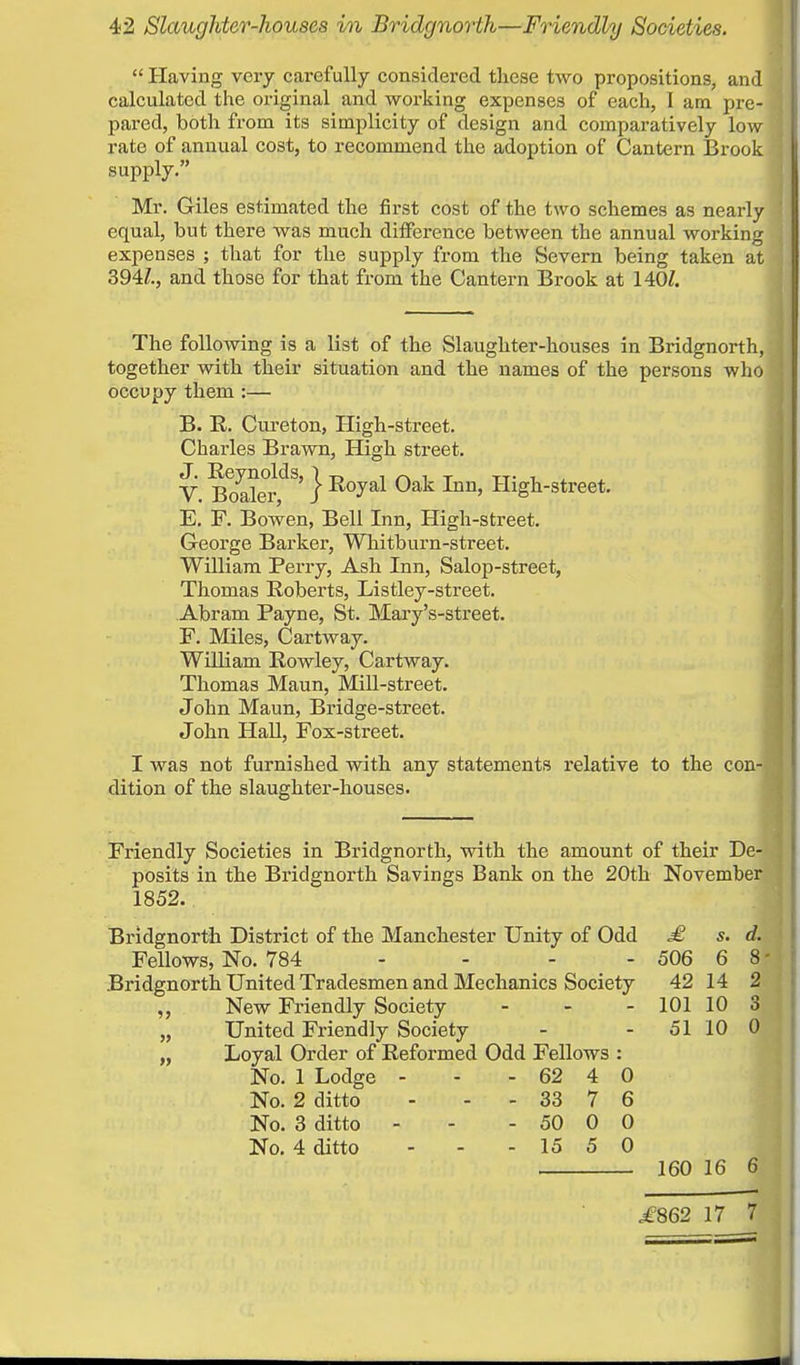 42 Slaughter-houses in Bridgnorth—Friendly Societies.
“Having very carefully considered these two propositions, and
calculated the original and working expenses of each, I am pre-
pared, both from its simplicity of design and comparatively low
rate of annual cost, to recommend the adoption of Cantern Brook
supply.”
Mr. Giles estimated the first cost of the two schemes as nearly
equal, but there was much difference between the annual working
expenses ; that for the supply from the Severn being taken at
394l., and those for that from the Cantern Brook at 140l.
The following is a list of the Slaughter-houses in Bridgnorth,
together with their situation and the names of the persons who
occupy them :—
B. R. Cureton, High-street.
Charles Brawn, High street.
J. Reynolds,
V. Boaler, } Royal Oak Inn, High-street.
E. F. Bowen, Bell Inn, High-street.
George Barker, Whitburn-street.
William Perry, Ash Inn, Salop-street,
Thomas Roberts, Listley-street.
Abram Payne, St. Mary’s-street.
F. Miles, Cartway.
William Rowley, Cartway.
Thomas Maun, Mill-street.
John Maun, Bridge-street.
John Hall, Fox-street.
I was not furnished with any statements relative to the con-
dition of the slaughter-houses.
Friendly Societies in Bridgnorth, with the amount of their De-
posits in the Bridgnorth Savings Bank on the 20th November
1852.
Bridgnorth District of the Manchester Unity of Odd £ s. d.
Fellows, No. 784 - - - - 506 6 8
Bridgnorth United Tradesmen and Mechanics Society 42 14 2
,, New Friendly Society - - - 101 10 3
„ United Friendly Society - - 51 10 0
„ Loyal Order of Reformed Odd Fellows :
No. 1 Lodge - - - 62 4 0
No. 2 ditto - - - 33 7 6
No. 3 ditto - - - 50 0 0
No. 4 ditto - - - 15 5 0
160 16 6
£862 17 7